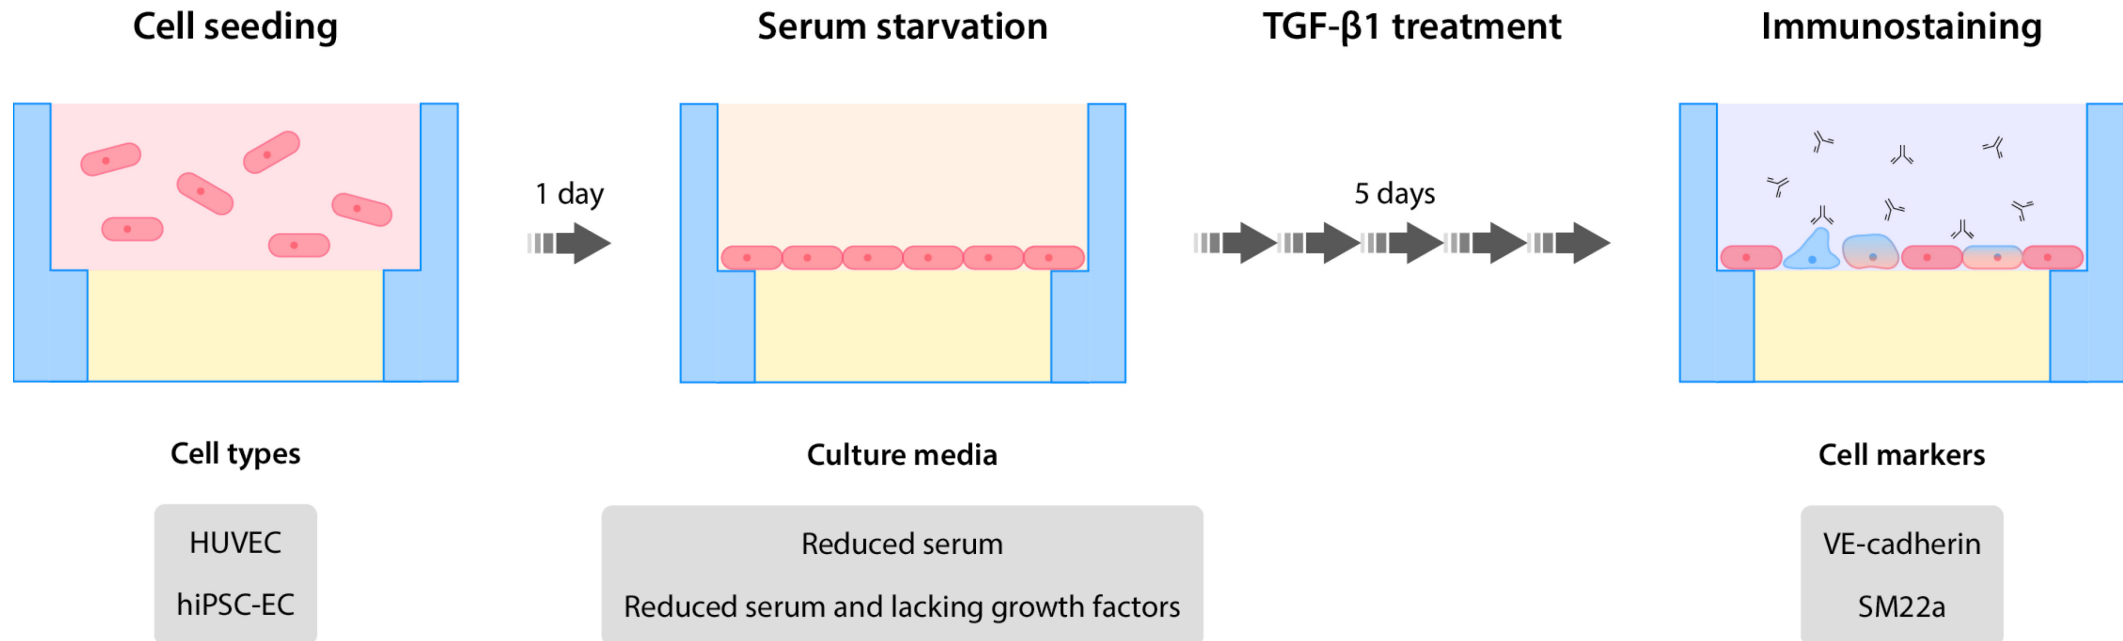 Cell seeding
Serum starvation
TGF-β1 treatment
Immunostaining
1 day
5 days
Cell types
Culture media
Cell markers
HUVEC
hiPSC-EC
Reduced serum
Reduced serum and lacking growth factors
VE-cadherin
SM22a